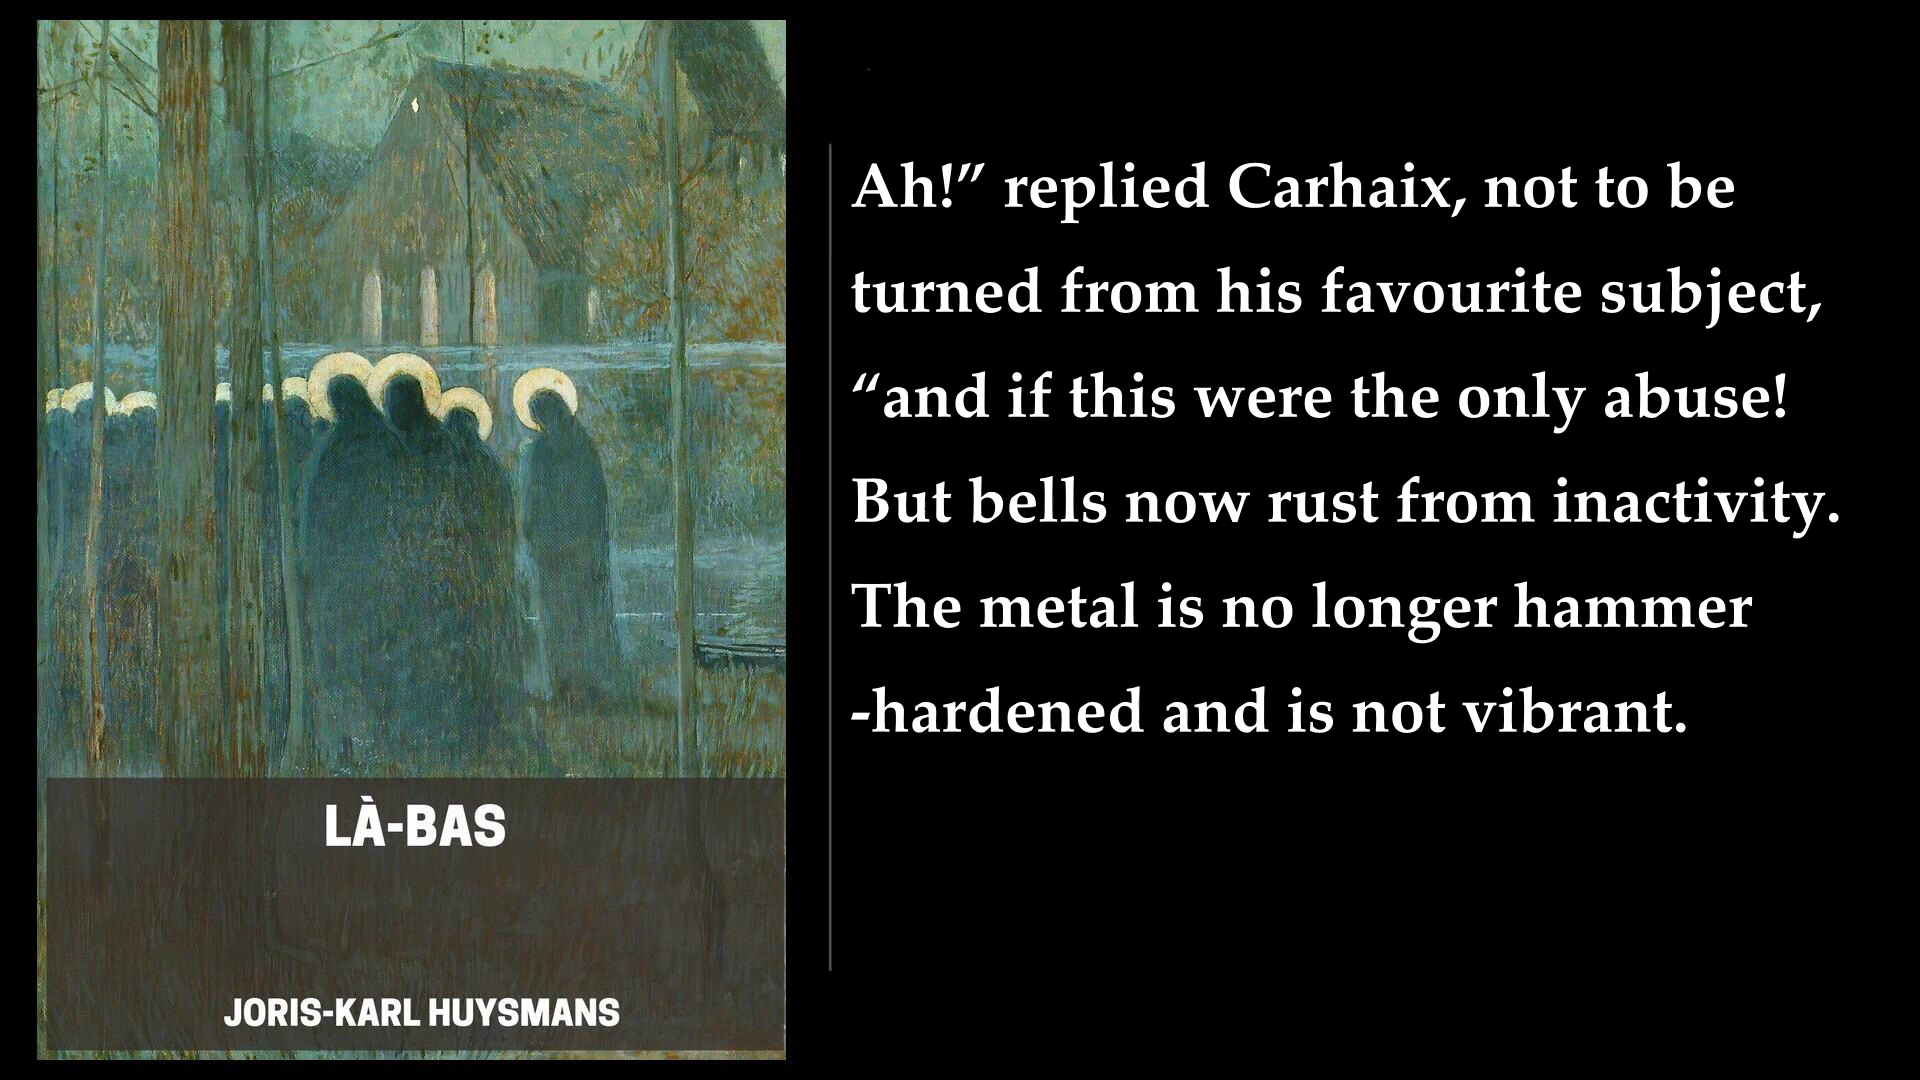 LÀ-BAS
JORIS-KARL HUYSMANS
Ah!” replied Carhaix, not to be
turned from his favourite subject,
“and if this were the only abuse!
But bells now rust from inactivity.
The metal is no longer hammer
-hardened and is not vibrant.